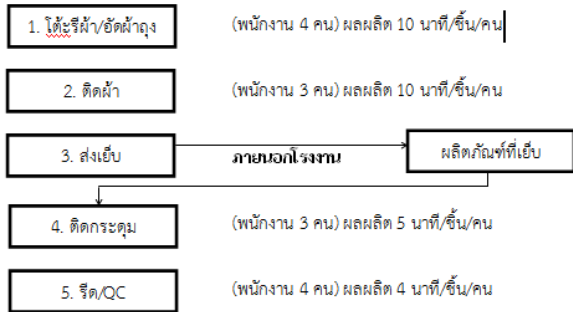 1. โต๊ะรีผ้า/อัดผ้าถุง (พนักงาน 4 คน) ผลผลิต 10 นาที/ชิ้น/คน
2. ติดผ้า (พนักงาน 3 คน) ผลผลิต 10 นาที/ชิ้น/คน
3. ส่งเย็บ ภายนอกโรงงาน ผลิตภัณฑ์ที่เย็บ
4. ติดกระดุม (พนักงาน 3 คน) ผลผลิต 5 นาที/ชิ้น/คน
5. รีด/QC (พนักงาน 4 คน) ผลผลิต 4 นาที/ชิ้น/คน